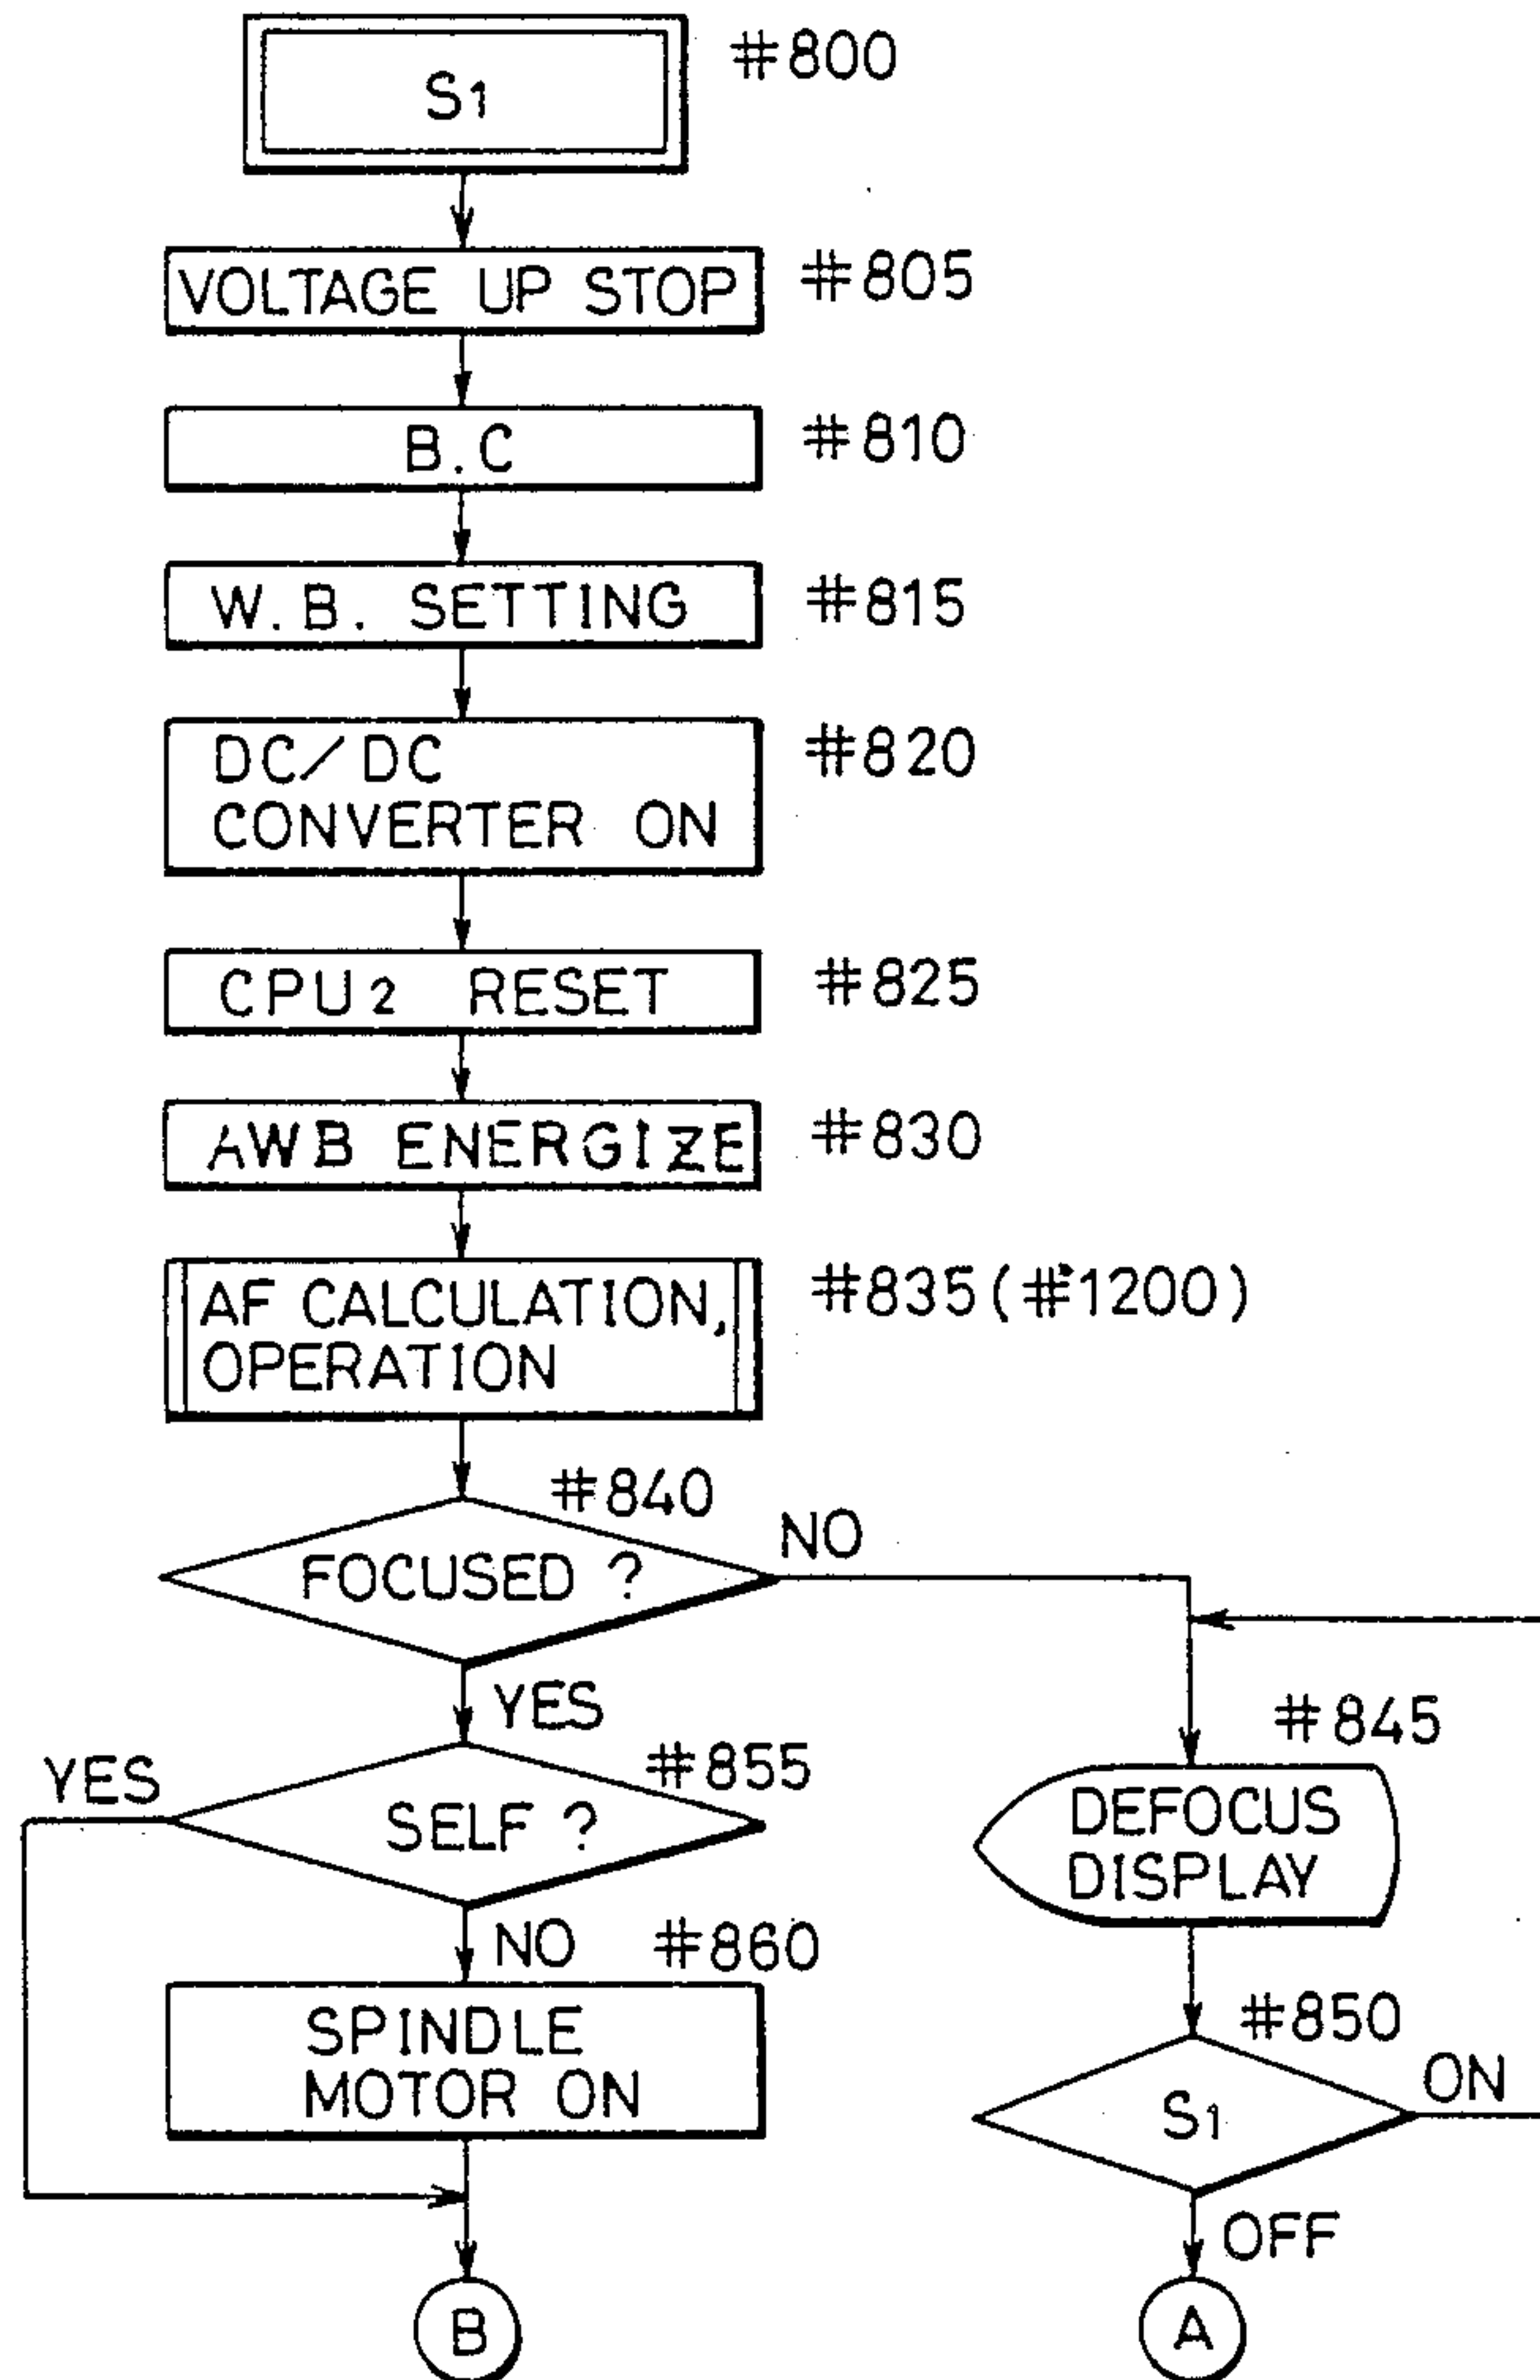 S1 #800
VOLTAGE UP STOP #805
B.C #810
W.B. SETTING #815
DC/DC #820
CONVERTER ON
CPU2 RESET #825
AWB ENERGIZE #830
AF CALCULATION, #835(#1200)
OPERATION
#840
FOCUSED ? NO
YES
#845
YES #855
SELF ?
DEFOCUS
DISPLAY
NO #860
SPINDLE
MOTOR ON
#850
S1 ON
OFF
B
A